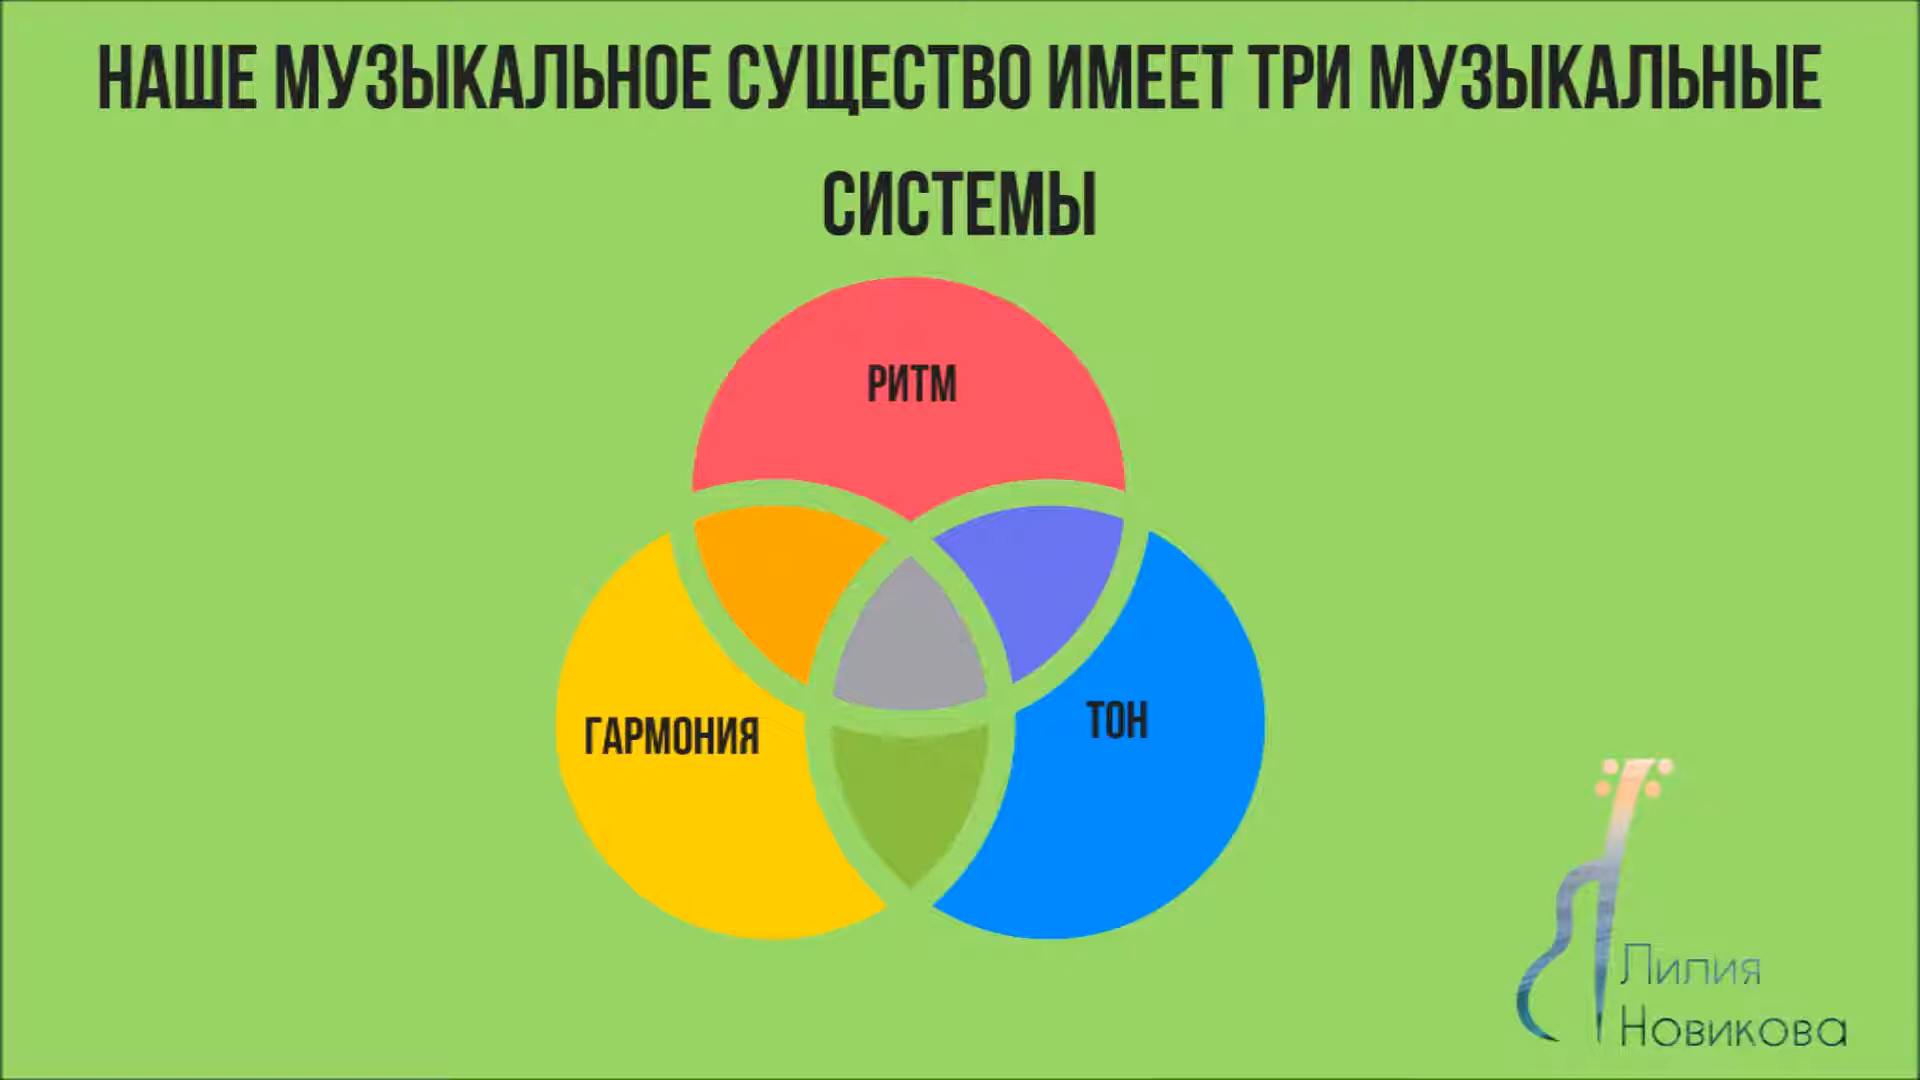 НАШЕ МУЗЫКАЛЬНОЕ СУЩЕСТВО ИМЕЕТ ТРИ МУЗЫКАЛЬНЫЕ
СИСТЕМЫ
РИТМ
ГАРМОНИЯ
ТОН
Лилия
Новикова